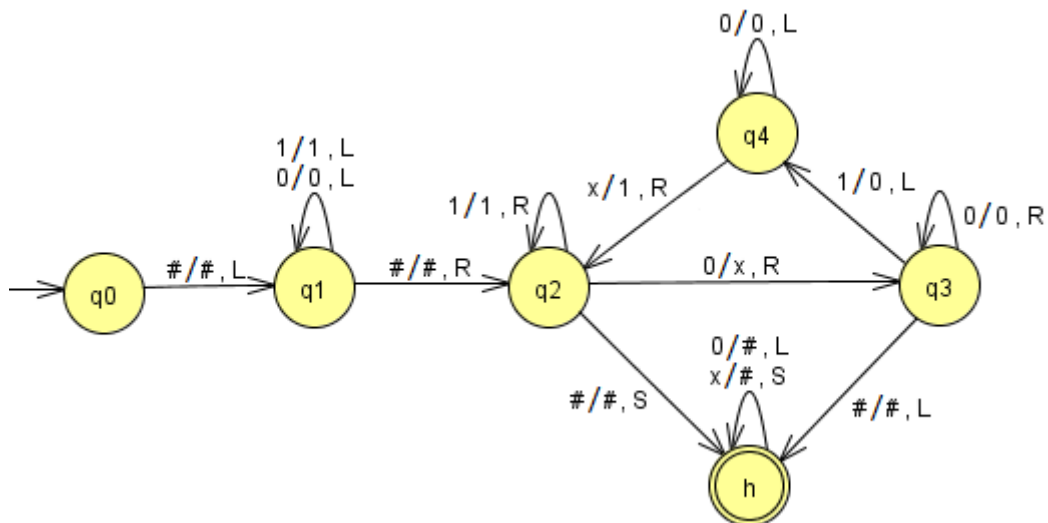 0/0, L
q4
1/1, L
0/0, L
x/1, R
1/0, L
1/1, R
0/0, R
q0
#/#, L
q1
#/#, R
q2
0/x, R
q3
0/#, L
x/#, S
#/#, S
#/#, L
h